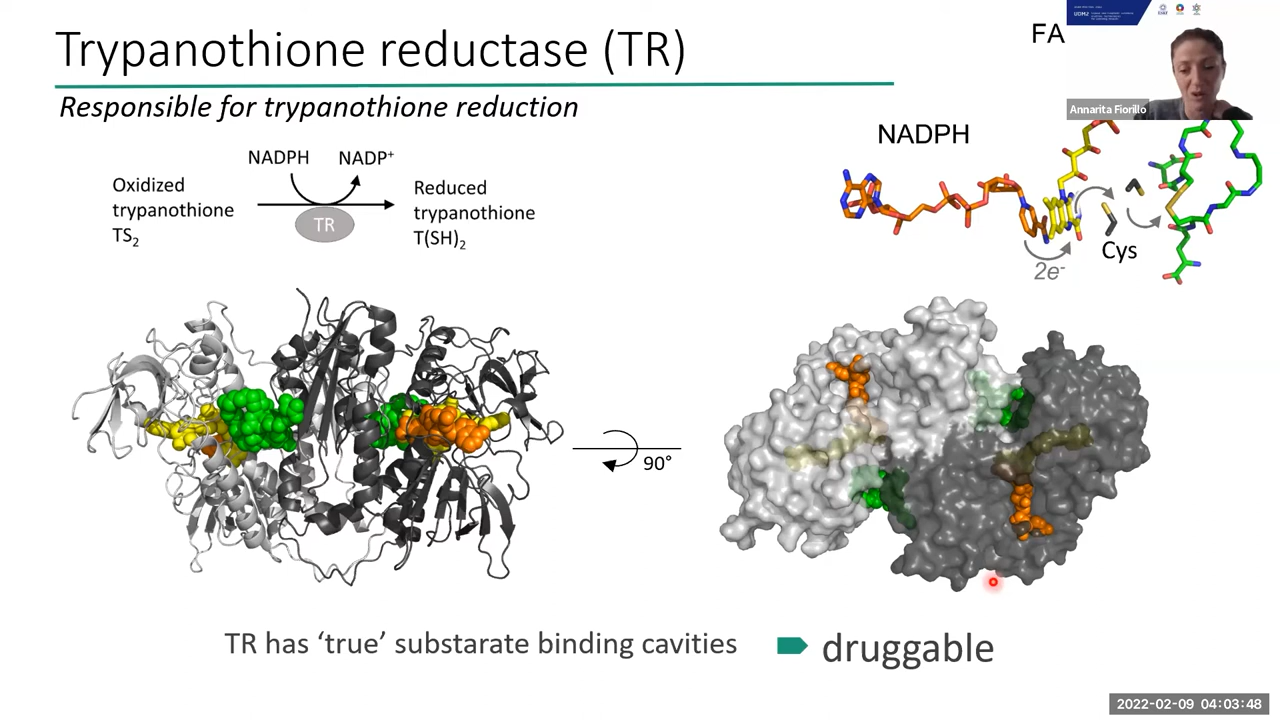 Trypanothione reductase (TR)
FA
UDMU
Annarita Fiorillo
Responsible for trypanothione reduction
NADPH
NADPH NADP+
Oxidized
trypanothione
TS2
TR
Reduced
trypanothione
T(SH)2
Cys
2e-
90°
TR has ‘true’ substarate binding cavities
druggable
2022-02-09 04:03:48